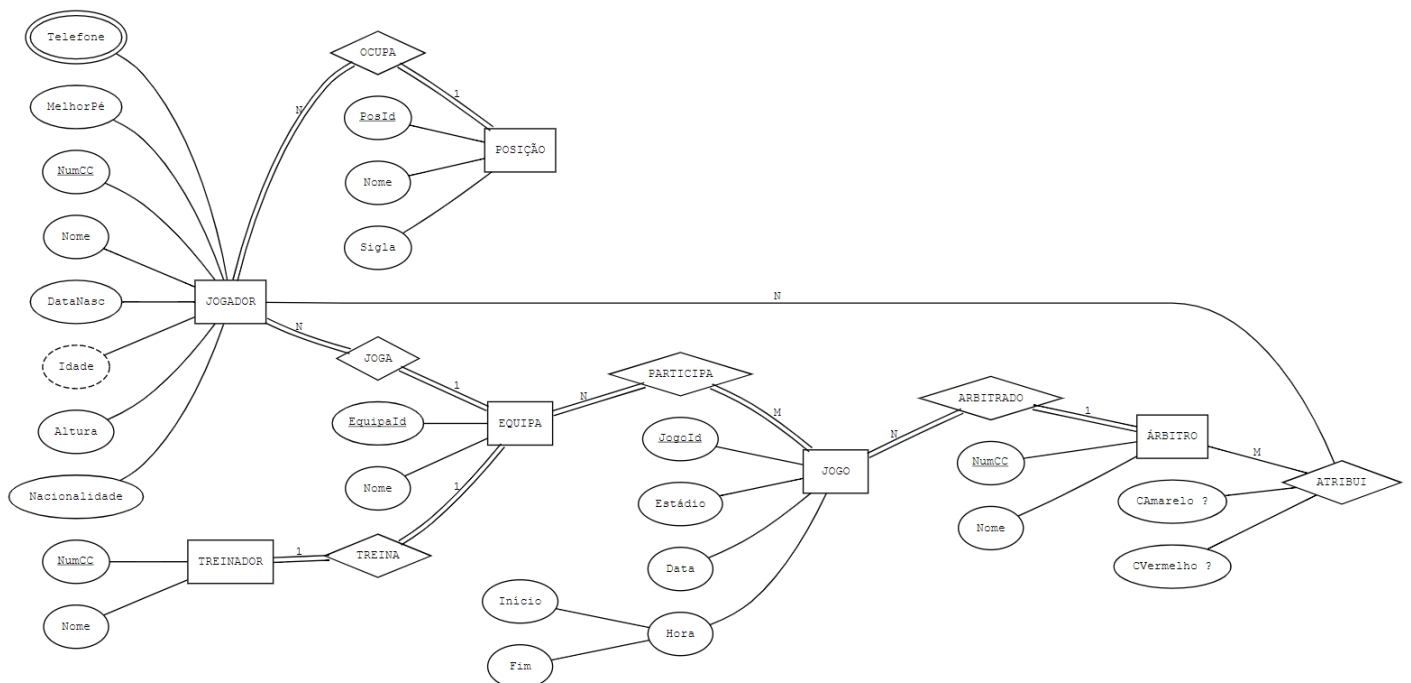 Telefone
OCUPA
MelhorPé
N
1
PosId
POSIÇÃO
NumCC
Nome
Nome
Sigla
DataNasc
JOGADOR
N
N
JOGA
Idade
PARTICIPA
1
N
M
ARBITRADO
1
Altura
EquipaId
EQUIPA
JogoId
N
ÁRBITRO
M
NumCC
JOGO
Nacionalidade
Nome
1
Estádio
CAmarelo ?
ATRIBUI
Nome
NumCC
TREINADOR
1
TREINA
Data
CVermelho ?
Início
Nome
Hora
Fim